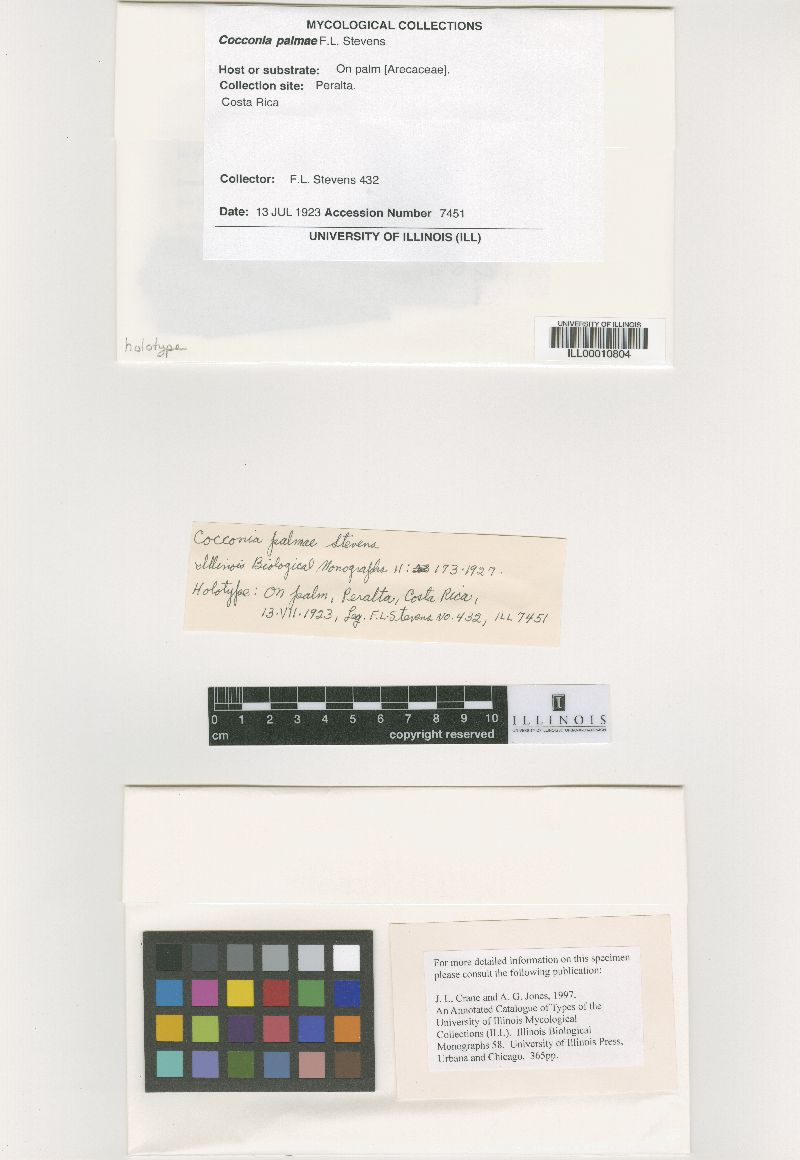 MYCOLOGICAL COLLECTIONS
Cocconia palmae F.L. Stevens
Host or substrate: On palm [Arecaceae].
Collection site: Peralta.
Costa Rica
Collector: F.L. Stevens 432
Date: 13 JUL 1923 Accession Number 7451
UNIVERSITY OF ILLINOIS (ILL)
holotype
UNIVERSITY OF ILLINOIS
ILL00010804
Cocconia palmae Stevens
Illinois Biological Monographs 11: 173.1927.
Holotype: On palm, Peralta, Costa Rica,
13.VII.1923, Leg. F.L. Stevens No. 432, ILL 7451
0 1 2 3 4 5 6 7 8 9 10
cm copyright reserved
I
ILLINOIS
UNIVERSITY OF ILLINOIS AT URBANA-CHAMPAIGN
For more detailed information on this specimen
please consult the following publication:
J. L. Crane and A. G. Jones, 1997.
An Annotated Catalogue of Types of the
University of Illinois Mycological
Collections (ILL). Illinois Biological
Monographs 58. University of Illinois Press,
Urbana and Chicago. 365pp.